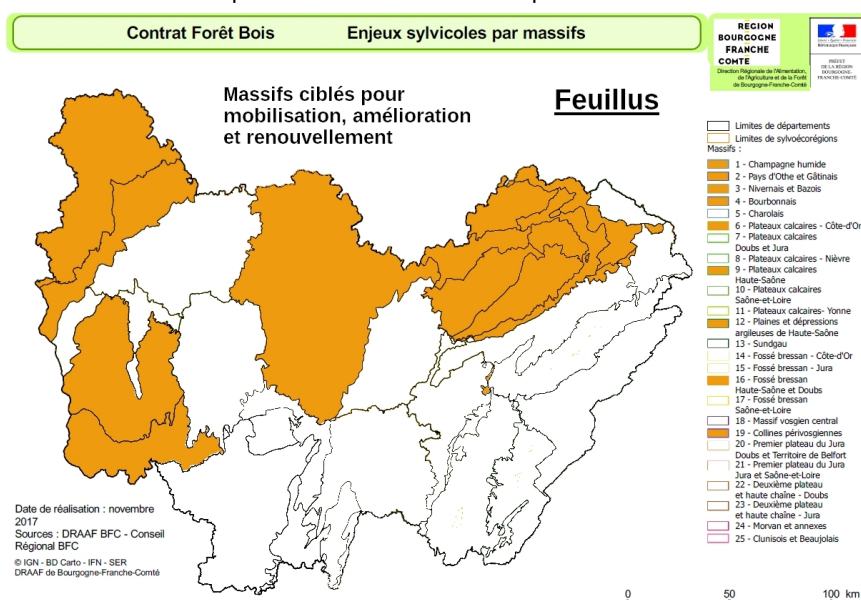 Contrat Forêt Bois Enjeux sylvicoles par massifs
REGION
BOURGOGNE
FRANCHE
COMTE
Direction Régionale de l'Alimentation,
de l'Agriculture et de la Forêt
de Bourgogne-Franche-Comté
PRÉFET
DE LA RÉGION
BOURGOGNE-
FRANCHE-COMTÉ
Massifs ciblés pour
mobilisation, amélioration
et renouvellement
Feuillus
Limites de départements
Limites de sylvoécorégions
Massifs :
1 - Champagne humide
2 - Pays d'Othe et Gâtinais
3 - Nivernais et Bazois
4 - Bourbonnais
5 - Charolais
6 - Plateaux calcaires - Côte-d'Or
7 - Plateaux calcaires
Doubs et Jura
8 - Plateaux calcaires - Nièvre
9 - Plateaux calcaires
Haute-Saône
10 - Plateaux calcaires
Saône-et-Loire
11 - Plateaux calcaires- Yonne
12 - Plaines et dépressions
argileuses de Haute-Saône
13 - Sundgau
14 - Fossé bressan - Côte-d'Or
15 - Fossé bressan - Jura
16 - Fossé bressan
Haute-Saône et Doubs
17 - Fossé bressan
Saône-et-Loire
18 - Massif vosgien central
19 - Collines périvosgiennes
20 - Premier plateau du Jura
Doubs et Territoire de Belfort
21 - Premier plateau du Jura
Jura et Saône-et-Loire
22 - Deuxième plateau
et haute chaîne - Doubs
23 - Deuxième plateau
et haute chaîne - Jura
24 - Morvan et annexes
25 - Clunisois et Beaujolais
Date de réalisation : novembre
2017
Sources : DRAAF BFC - Conseil
Régional BFC
© IGN - BD Carto - IFN - SER
DRAAF de Bourgogne-Franche-Comté
0 50 100 km